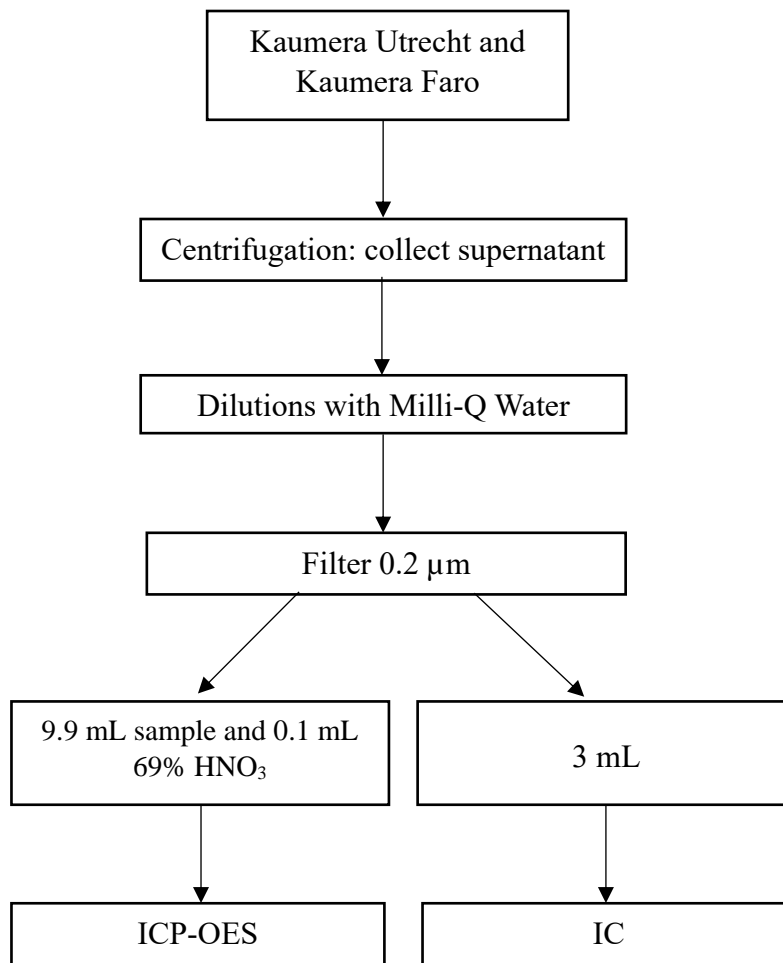 Kaumera Utrecht and
Kaumera Faro
Centrifugation: collect supernatant
Dilutions with Milli-Q Water
Filter 0.2 µm
9.9 mL sample and 0.1 mL
69% HNO₃
3 mL
ICP-OES
IC